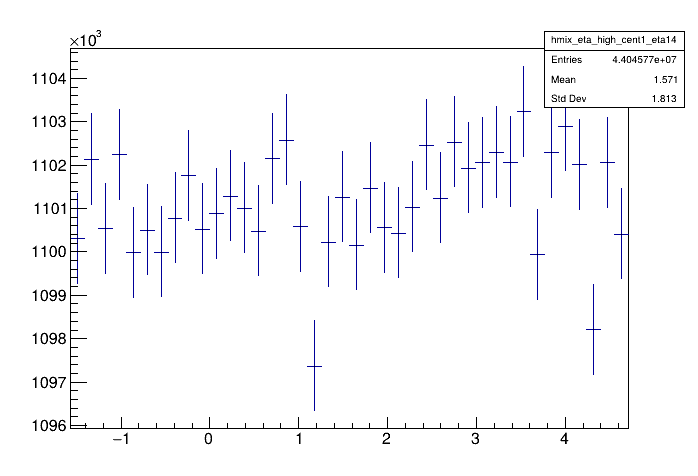 ×10³
hmix_eta_high_cent1_eta14
Entries 4.404577e+07
Mean 1.571
Std Dev 1.813
1104
1103
1102
1101
1100
1099
1098
1097
1096
−1 0 1 2 3 4